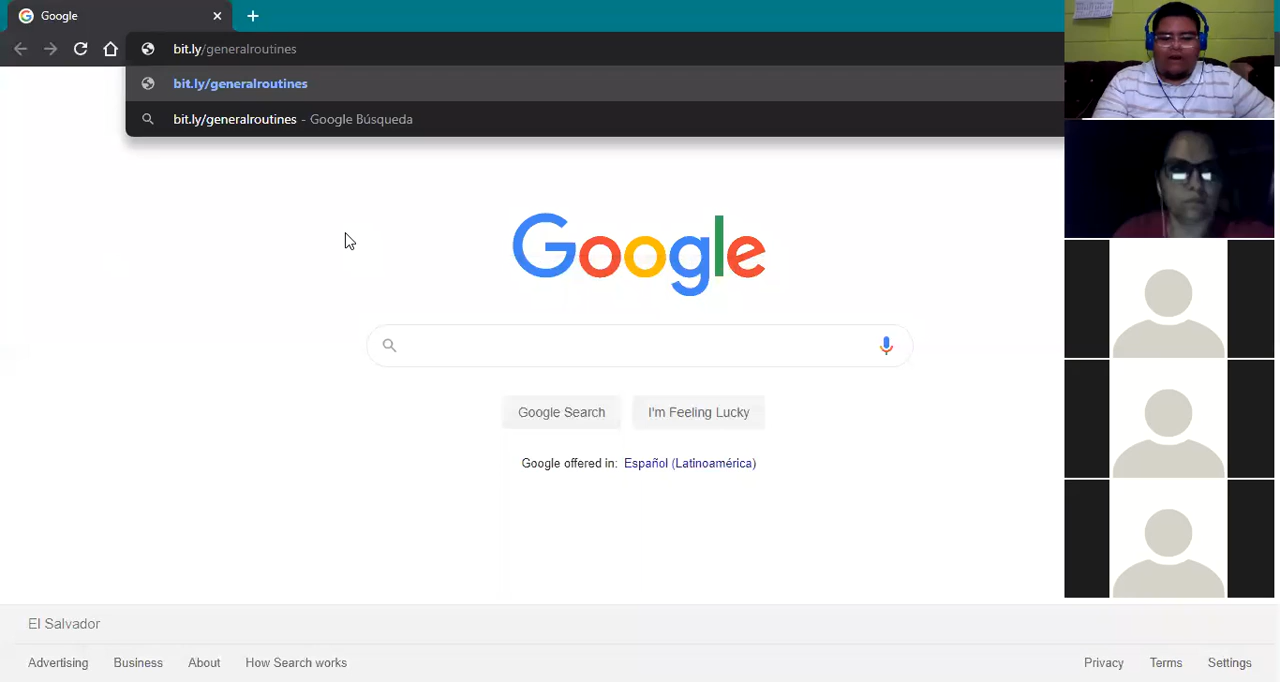 Google
bit.ly/generalroutines
bit.ly/generalroutines
bit.ly/generalroutines - Google Búsqueda
Google
Google Search
I'm Feeling Lucky
Google offered in: Español (Latinoamérica)
El Salvador
Advertising Business About How Search works
Privacy Terms Settings